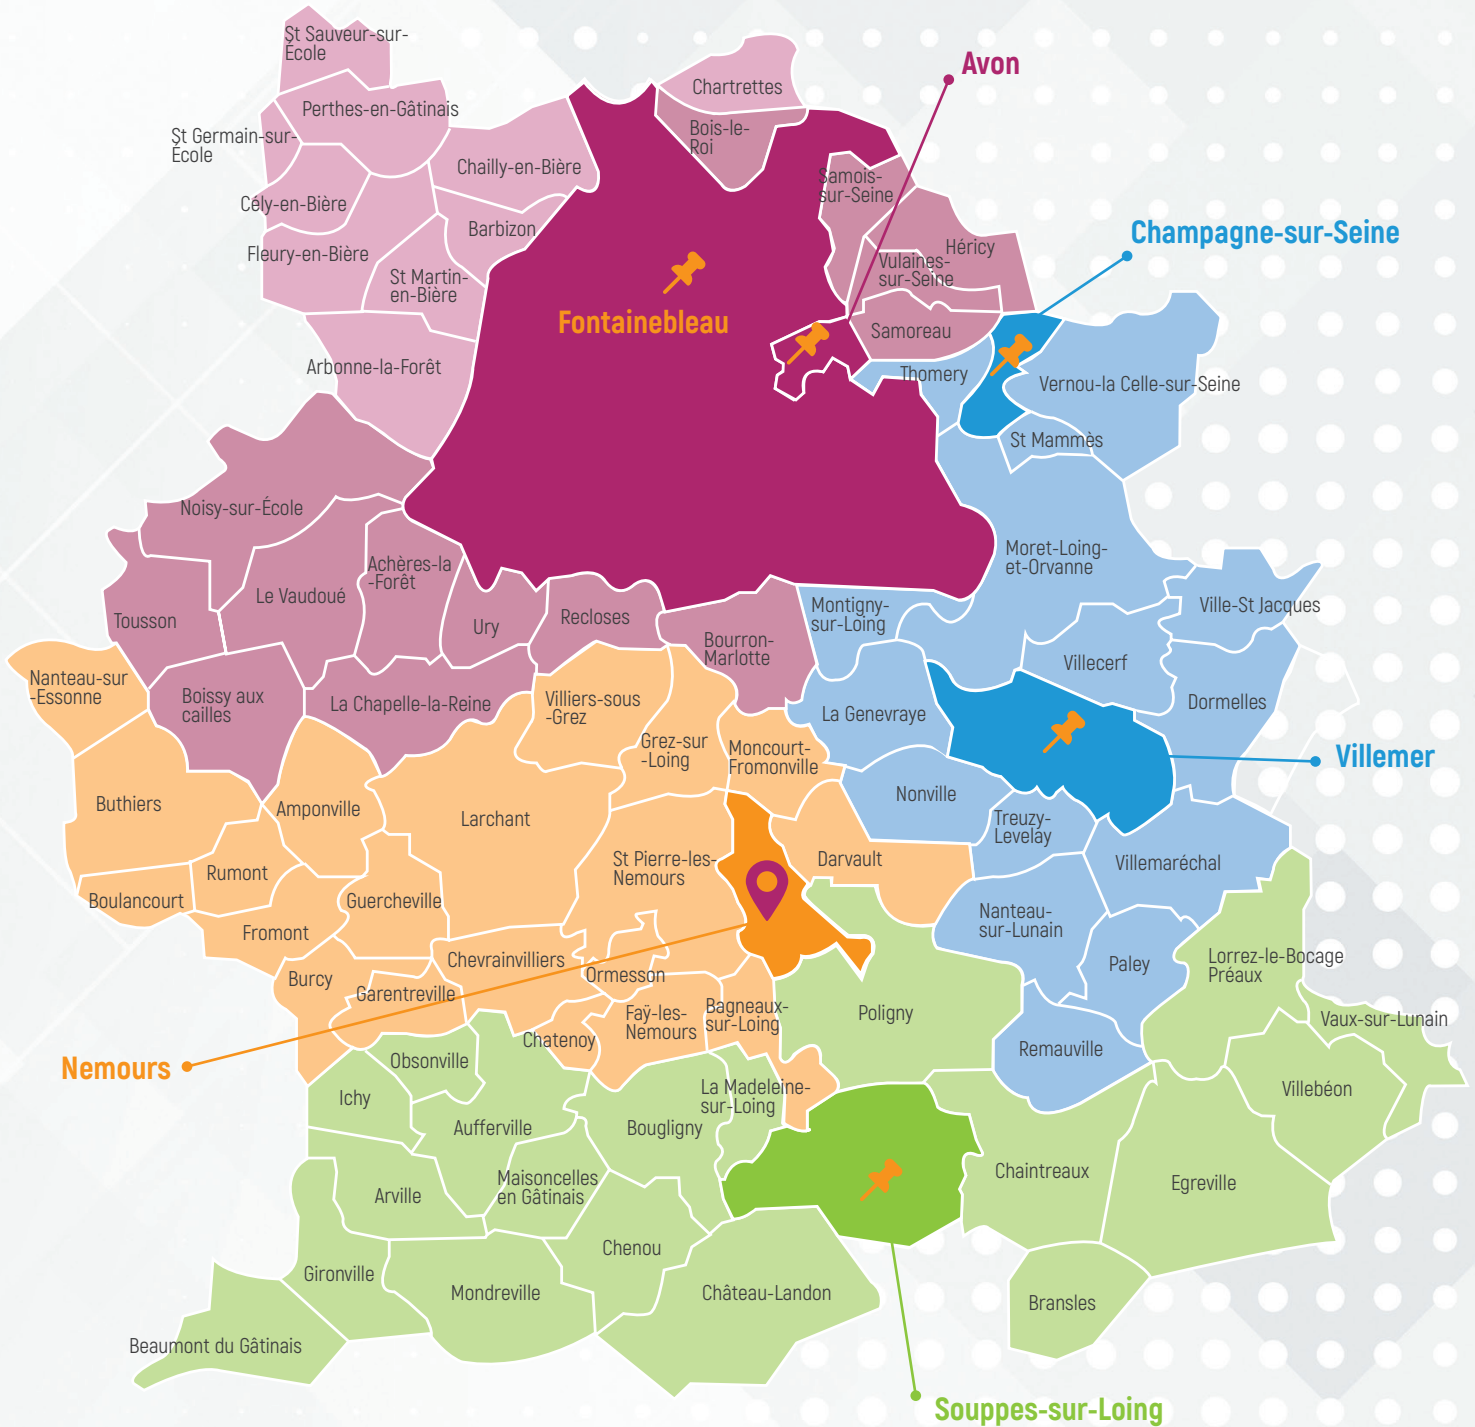 St Sauveur-sur-
École
Perthes-en-Gâtinais
St Germain-sur-
École
Chailly-en-Bière
Cély-en-Bière
Barbizon
Fleury-en-Bière
St Martin-
en-Bière
Arbonne-la-Forêt
Chartrettes
Bois-le-
Roi
Avon
Samois-
sur-Seine
Héricy
Vulaines-
sur-Seine
Samoreau
Champagne-sur-Seine
Fontainebleau
Thomery
Vernou-la Celle-sur-Seine
St Mammès
Noisy-sur-École
Achères-la
-Forêt
Le Vaudoué
Tousson
Ury
Recloses
Bourron-
Marlotte
Boissy aux
cailles
La Chapelle-la-Reine
Moret-Loing-
et-Orvanne
Montigny-
sur-Loing
Ville-St Jacques
Villecerf
Dormelles
La Genevraye
Villemer
Nonville
Treuzy-
Levelay
Villemaréchal
Nanteau-
sur-Lunain
Paley
Remauville
Nanteau-sur
-Essonne
Villiers-sous
-Grez
Grez-sur
-Loing
Moncourt-
Fromonville
Buthiers
Amponville
Larchant
Darvault
St Pierre-les-
Nemours
Rumont
Boulancourt
Guercheville
Fromont
Chevrainvilliers
Ormesson
Burcy
Garentreville
Faÿ-les-
Nemours
Bagneaux-
sur-Loing
Chatenoy
Nemours
Poligny
Lorrez-le-Bocage
Préaux
Vaux-sur-Lunain
Obsonville
Ichy
Aufferville
Bougligny
La Madeleine-
sur-Loing
Villebéon
Chaintreaux
Egreville
Arville
Maisoncelles
en Gâtinais
Chenou
Gironville
Mondreville
Château-Landon
Bransles
Beaumont du Gâtinais
Souppes-sur-Loing